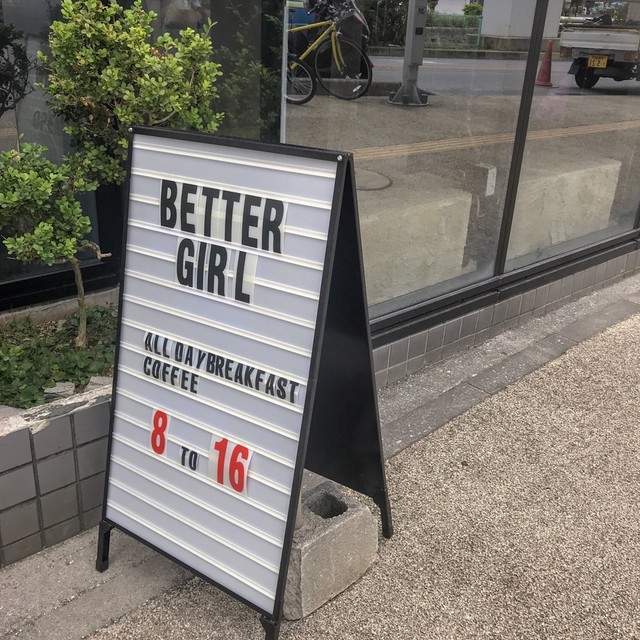 BETTER
GIRL
ALL DAY BREAKFAST
COFFEE
8 TO 16